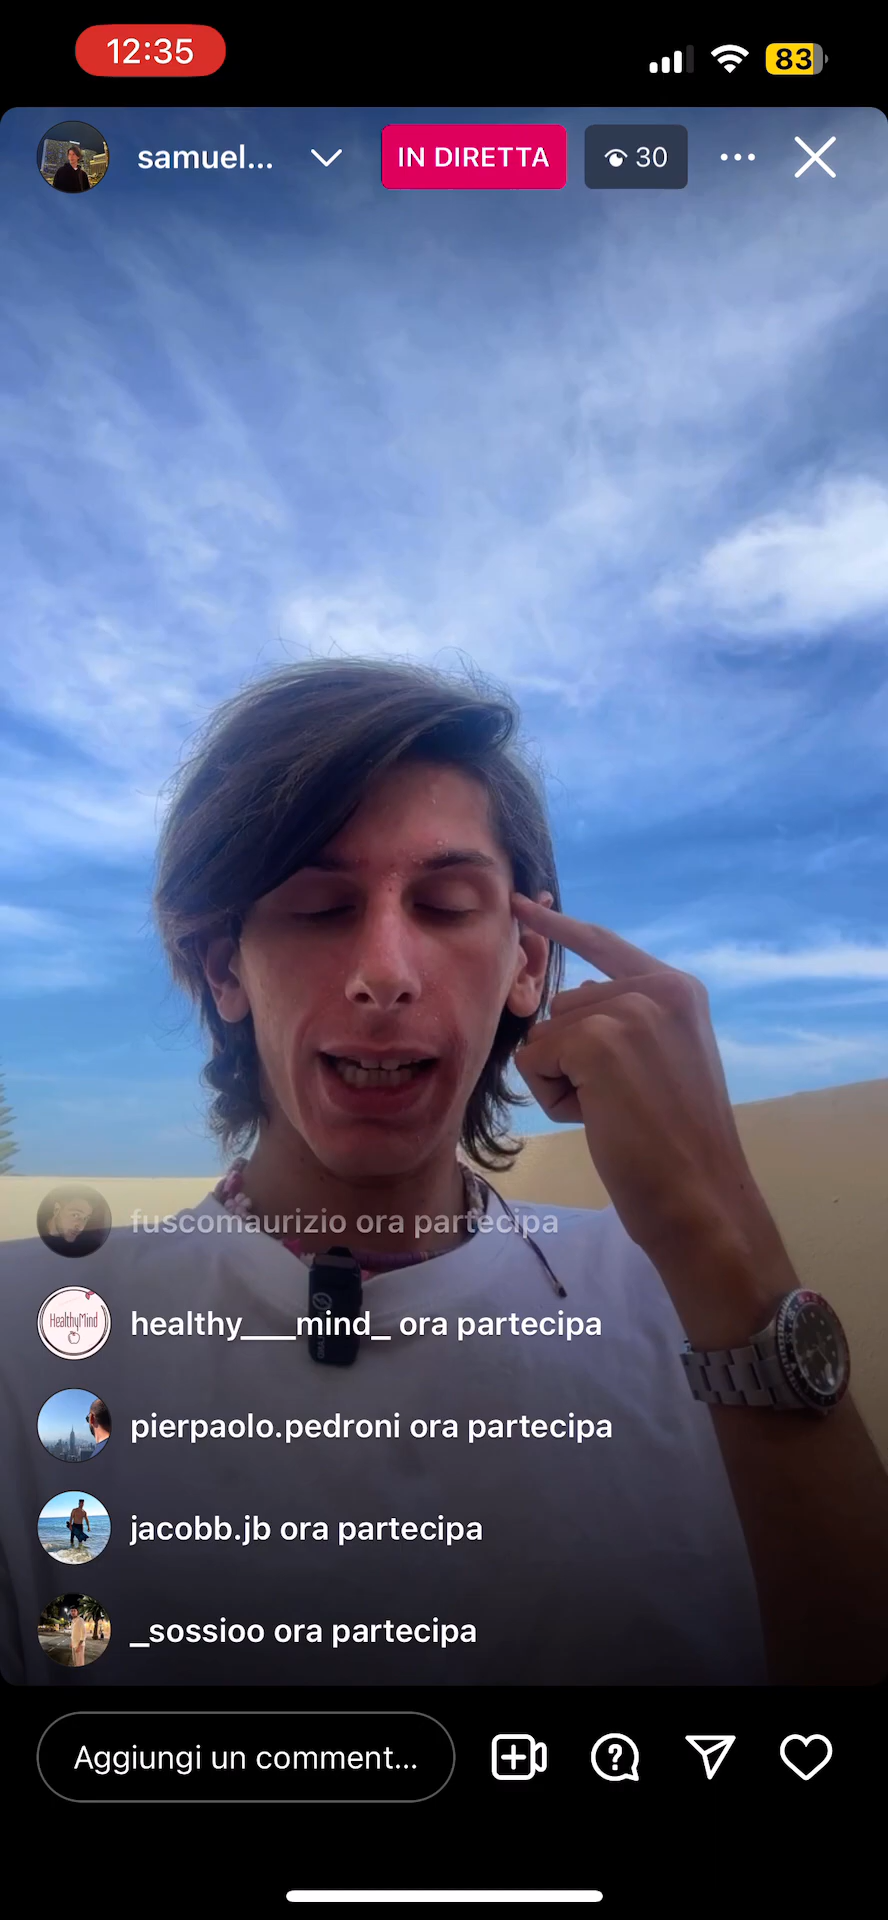 12:35
83
samuel...
IN DIRETTA
30
fuscomaurizio ora partecipa
HealthyMind
healthy___mind_ ora partecipa
pierpaolo.pedroni ora partecipa
jacobb.jb ora partecipa
_sossioo ora partecipa
Aggiungi un comment...